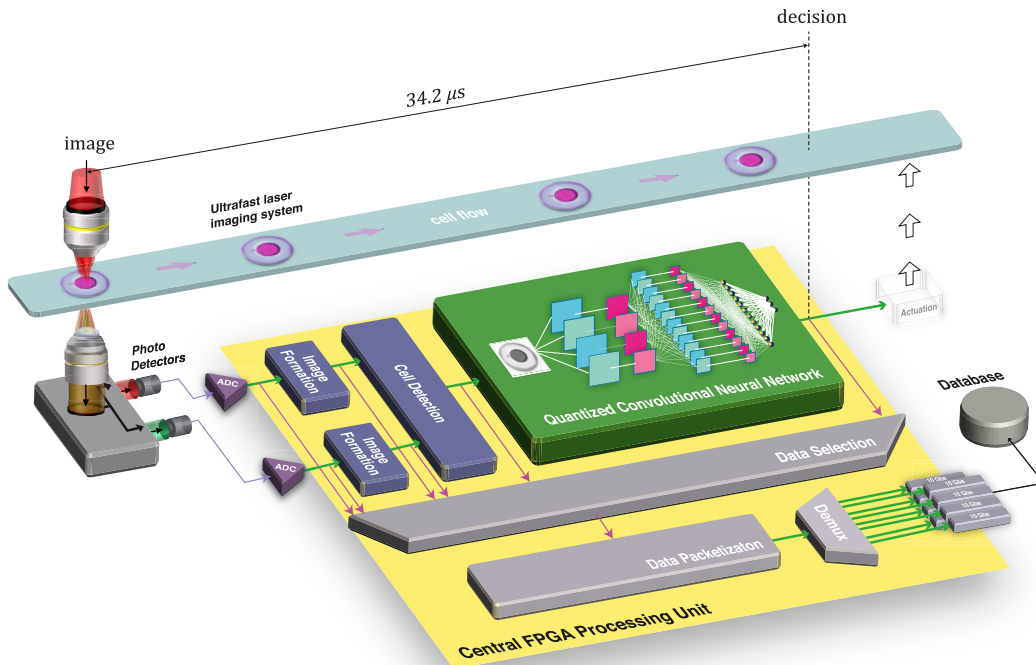 decision
34.2 μs
image
Ultrafast laser
imaging system
cell flow
Photo
Detectors
ADC
Image
Formation
Cell Detection
Quantized Convolutional Neural Network
Actuation
ADC
Image
Formation
Data Selection
Database
10 Gbe
10 Gbe
10 Gbe
10 Gbe
10 Gbe
Demux
Data Packetizaton
Central FPGA Processing Unit